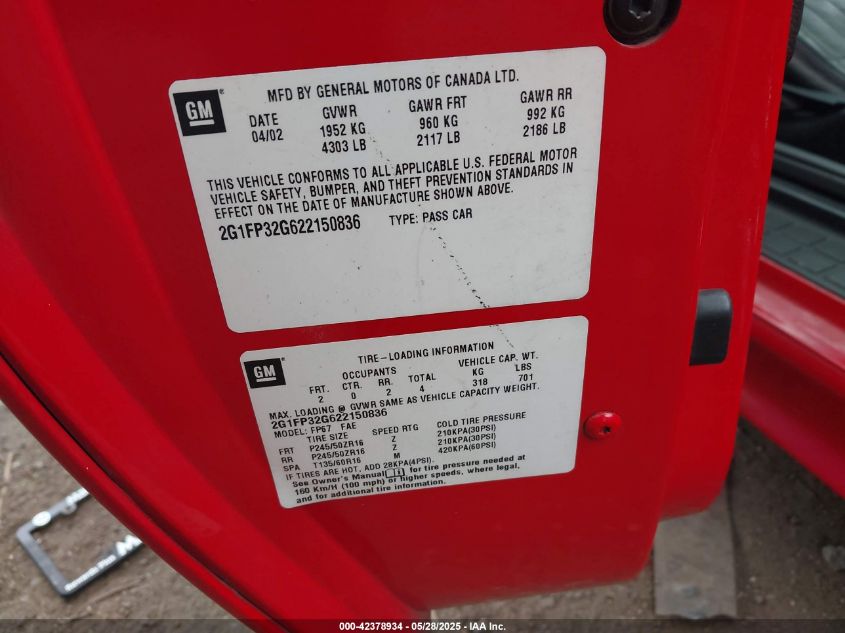 MFD BY GENERAL MOTORS OF CANADA LTD.
GM
DATE GVWR GAWR FRT GAWR RR
04/02 1952 KG 960 KG 992 KG
4303 LB 2117 LB 2186 LB
THIS VEHICLE CONFORMS TO ALL APPLICABLE U.S. FEDERAL MOTOR
VEHICLE SAFETY, BUMPER, AND THEFT PREVENTION STANDARDS IN
EFFECT ON THE DATE OF MANUFACTURE SHOWN ABOVE.
2G1FP32G622150836 TYPE: PASS CAR
GM
TIRE-LOADING INFORMATION
OCCUPANTS VEHICLE CAP. WT.
FRT. CTR. RR. TOTAL KG LBS
2 0 2 4 318 701
MAX. LOADING @ GVWR SAME AS VEHICLE CAPACITY WEIGHT.
2G1FP32G622150836
MODEL: FP67 FAE
TIRE SIZE SPEED RTG COLD TIRE PRESSURE
FRT P245/50ZR16 Z 210KPA(30PSI)
RR P245/50ZR16 Z 210KPA(30PSI)
SPA T135/60R16 M 420KPA(60PSI)
IF TIRES ARE HOT, ADD 28KPA(4PSI).
See Owner's Manual for tire pressure needed at
160 Km/H (100 mph) or higher speeds, where legal,
and for additional tire information.
000-42378934 - 05/28/2025 - IAA Inc.